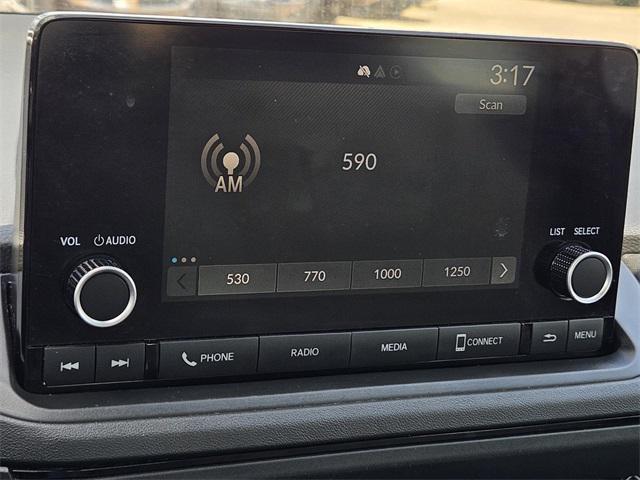 3:17
Scan
AM
590
VOL AUDIO
LIST SELECT
530 770 1000 1250
PHONE RADIO MEDIA CONNECT MENU